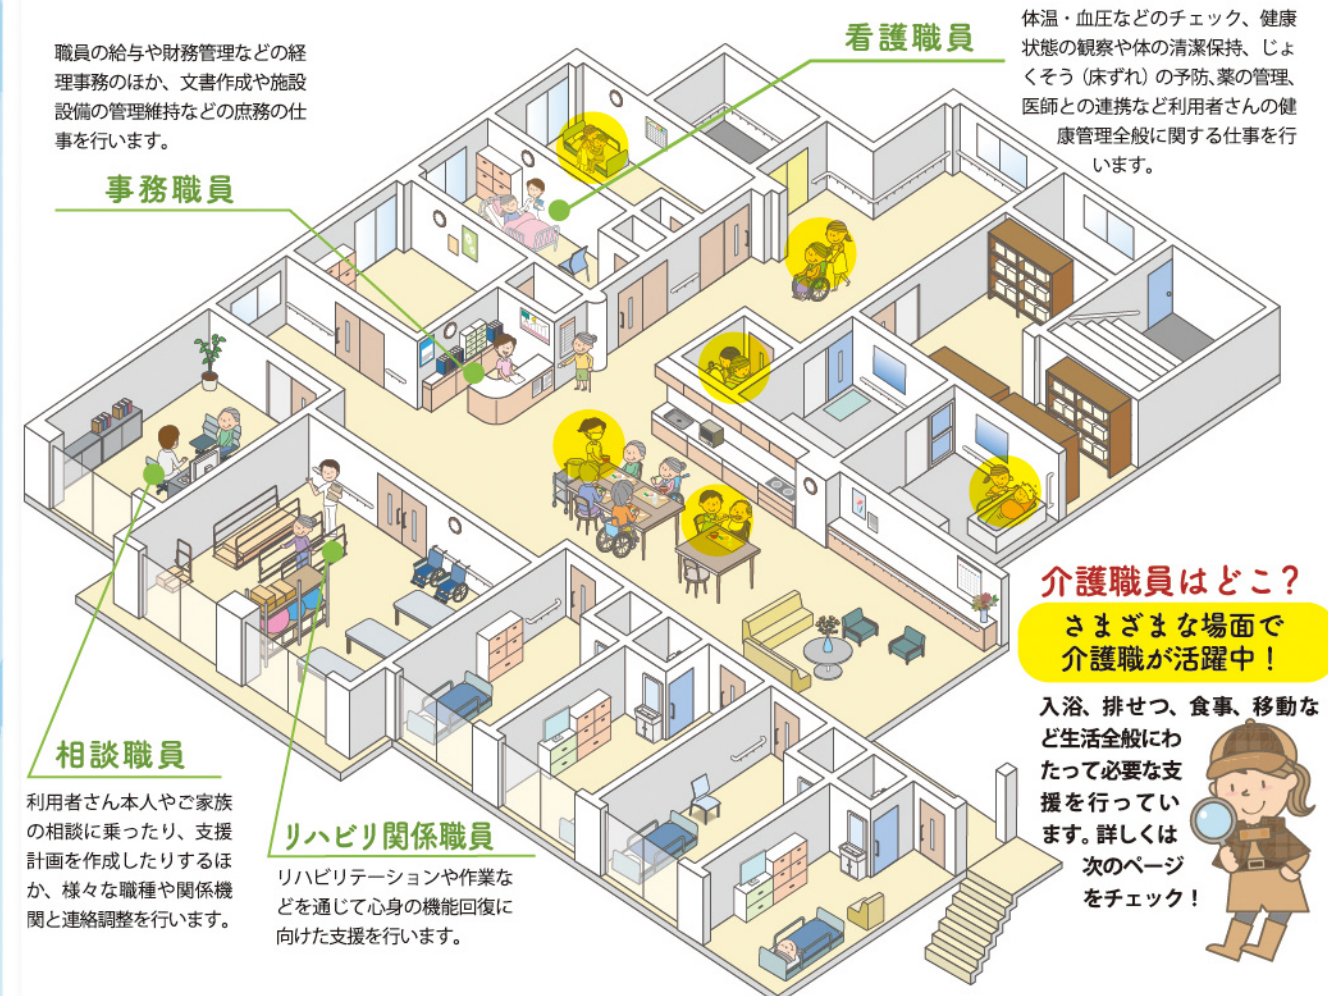 職員の給与や財務管理などの経
理事務のほか、文書作成や施設
設備の管理維持などの庶務の仕
事を行います。
事務職員
看護職員
体温・血圧などのチェック、健康
状態の観察や体の清潔保持、じょ
くそう（床ずれ）の予防、薬の管理、
医師との連携など利用者さんの健
康管理全般に関する仕事を行
います。
相談職員
利用者さん本人やご家族
の相談に乗ったり、支援
計画を作成したりするほ
か、様々な職種や関係機
関と連絡調整を行います。
リハビリ関係職員
リハビリテーションや作業な
どを通じて心身の機能回復に
向けた支援を行います。
介護職員はどこ？
さまざまな場面で
介護職が活躍中！
入浴、排せつ、食事、移動な
ど生活全般にわ
たって必要な支
援を行ってい
ます。詳しくは
次のページ
をチェック！